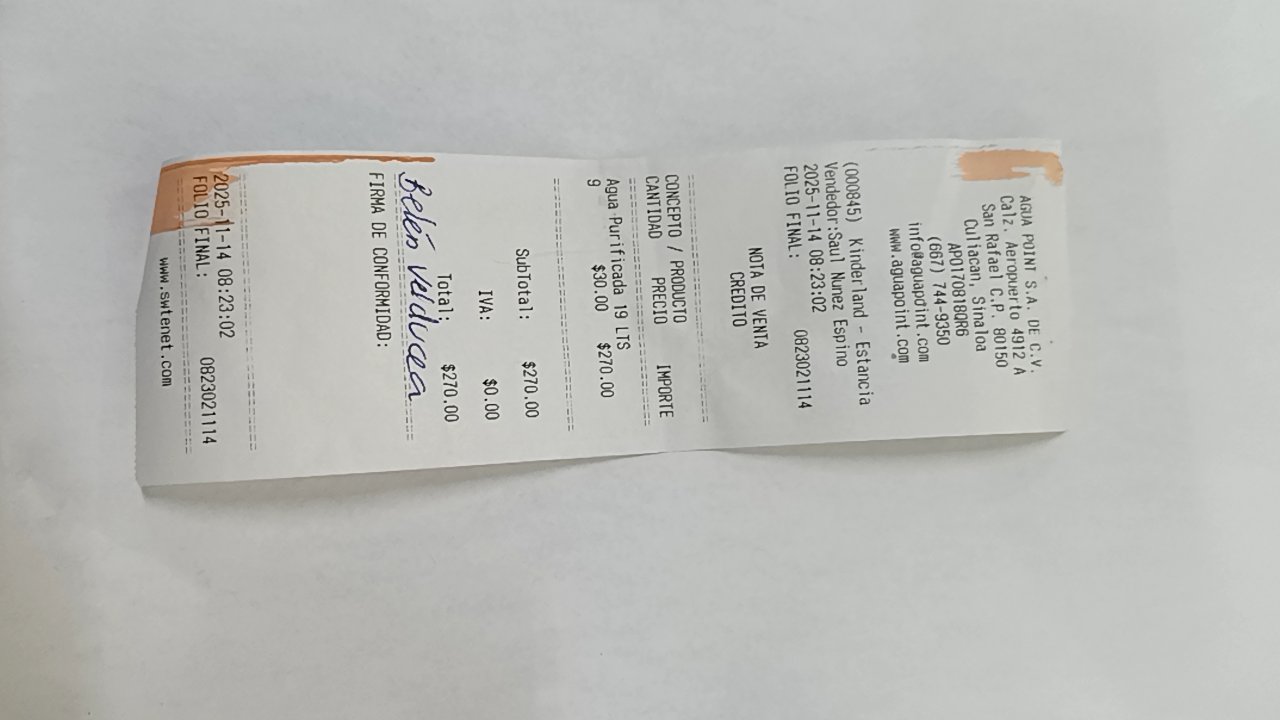 AGUA POINT S.A. DE C.V.
Calz. Aeropuerto 4912 A
San Rafael C.P. 80150
Culiacan, Sinaloa
APO170818QR6
(667) 744-9350
info@aguapoint.com
www.aguapoint.com
(000845) Kinderland - Estancia
Vendedor:Saul Nunez Espino
2025-11-14 08:23:02
FOLIO FINAL: 0823021114
NOTA DE VENTA
CREDITO
CONCEPTO / PRODUCTO
CANTIDAD PRECIO IMPORTE
Agua Purificada 19 LTS
9 $30.00 $270.00
SubTotal: $270.00
IVA: $0.00
Total: $270.00
Belén Velducea
FIRMA DE CONFORMIDAD:
2025-11-14 08:23:02
FOLIO FINAL: 0823021114
www.swtenet.com